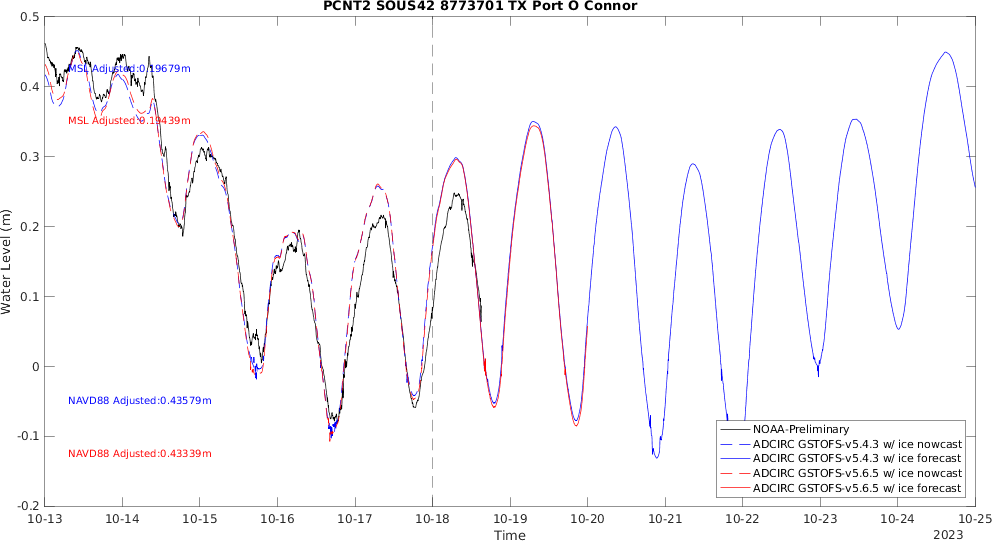 PCNT2 SOUS42 8773701 TX Port O Connor
0.5
0.4
0.3
0.2
0.1
0
-0.1
-0.2
Water Level (m)
MSL Adjusted:0.19679m
MSL Adjusted:0.19439m
NAVD88 Adjusted:0.43579m
NAVD88 Adjusted:0.43339m
NOAA-Preliminary
ADCIRC GSTOFS-v5.4.3 w/ ice nowcast
ADCIRC GSTOFS-v5.4.3 w/ ice forecast
ADCIRC GSTOFS-v5.6.5 w/ ice nowcast
ADCIRC GSTOFS-v5.6.5 w/ ice forecast
10-13 10-14 10-15 10-16 10-17 10-18 10-19 10-20 10-21 10-22 10-23 10-24 10-25
Time
2023